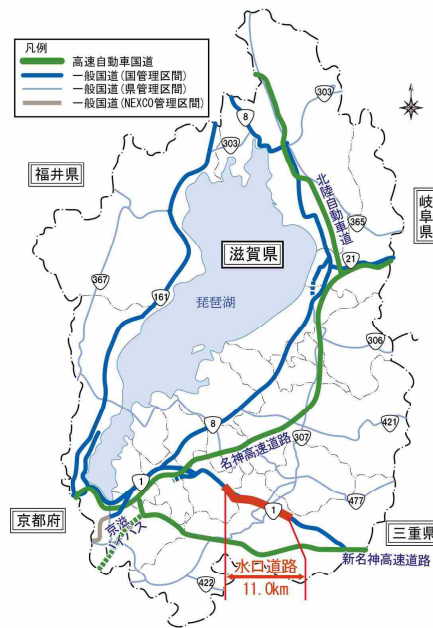 凡例
高速自動車国道
一般国道(国管理区間)
一般国道(県管理区間)
一般国道(NEXCO管理区間)
303
8
303
福井県
北陸自動車道
岐阜県
365
滋賀県
21
367
161
琵琶湖
306
8
421
307
名神高速道路
1
477
京都府
京滋バイパス
1
三重県
新名神高速道路
水口道路
422
11.0km